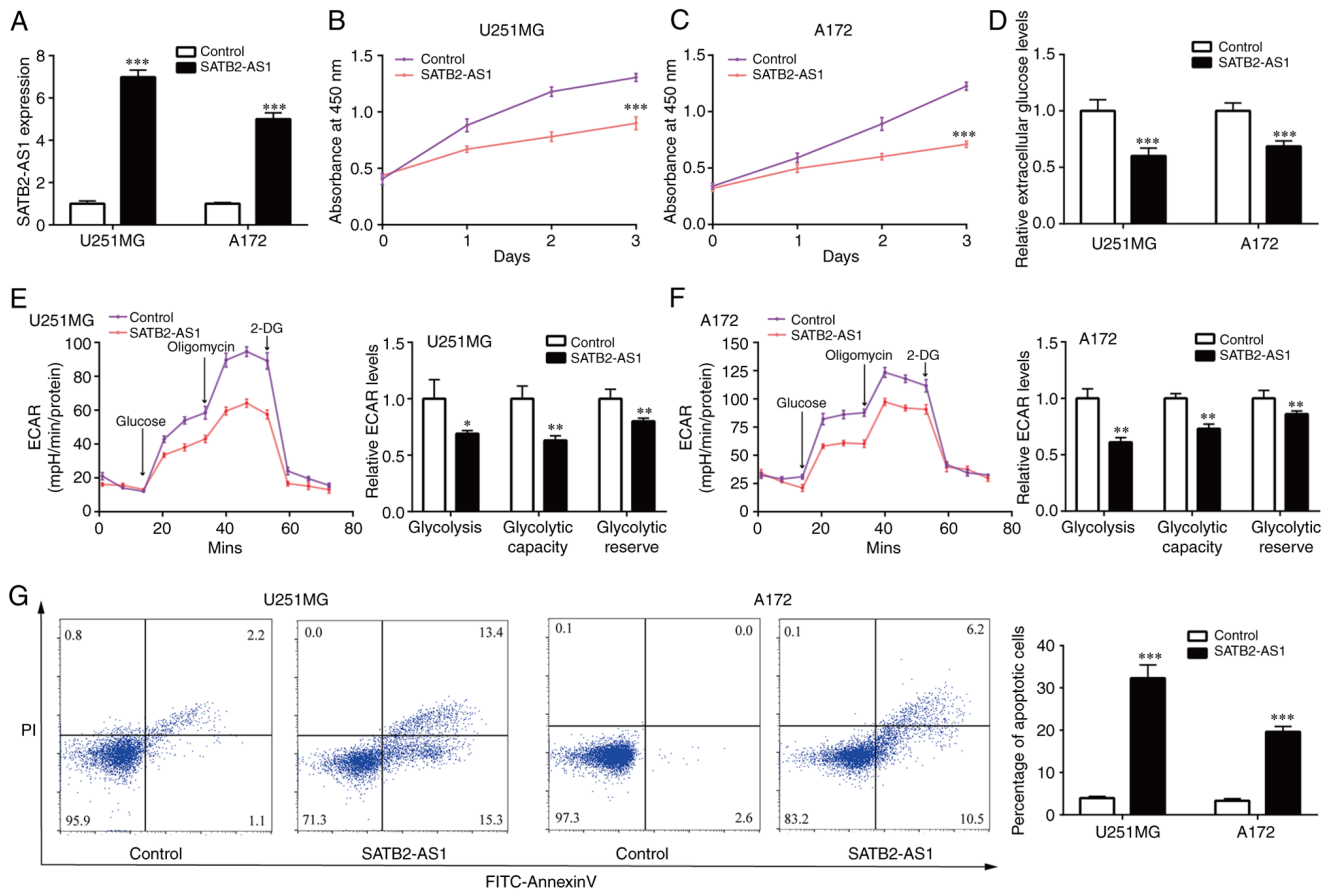 A
SATB2-AS1 expression
8
6
4
2
0
***
***
Control
SATB2-AS1
U251MG
A172
B
U251MG
Absorbance at 450 nm
1.5
1.0
0.5
0.0
Control
SATB2-AS1
***
0
1
2
3
Days
C
A172
Absorbance at 450 nm
1.5
1.0
0.5
0.0
Control
SATB2-AS1
***
0
1
2
3
Days
D
Relative extracellular glucose levels
1.5
1.0
0.5
0.0
Control
SATB2-AS1
***
***
U251MG
A172
E
U251MG
Control
SATB2-AS1
ECAR
(mpH/min/protein)
100
80
60
40
20
0
Glucose
Oligomycin
2-DG
0
20
40
60
80
Mins
U251MG
Control
SATB2-AS1
Relative ECAR levels
1.5
1.0
0.5
0.0
*
**
**
Glycolysis
Glycolytic
capacity
Glycolytic
reserve
F
A172
Control
SATB2-AS1
ECAR
(mpH/min/protein)
150
125
100
75
50
25
0
Glucose
Oligomycin
2-DG
0
20
40
60
80
Mins
A172
Control
SATB2-AS1
Relative ECAR levels
1.5
1.0
0.5
0.0
**
**
**
Glycolysis
Glycolytic
capacity
Glycolytic
reserve
G
U251MG
A172
PI
0.8
2.2
95.9
1.1
0.0
13.4
71.3
15.3
0.1
0.0
97.3
2.6
0.1
6.2
83.2
10.5
Control
SATB2-AS1
Control
SATB2-AS1
FITC-AnnexinV
Percentage of apoptotic cells
40
30
20
10
0
Control
SATB2-AS1
***
***
U251MG
A172